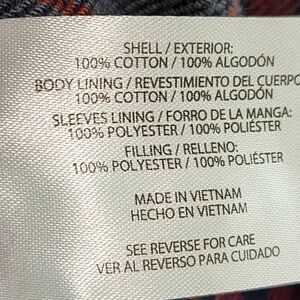 SHELL / EXTERIOR:
100% COTTON / 100% ALGODÓN
BODY LINING / REVESTIMIENTO DEL CUERPO
100% COTTON / 100% ALGODÓN
SLEEVES LINING / FORRO DE LA MANGA:
100% POLYESTER / 100% POLIÉSTER
FILLING / RELLENO:
100% POLYESTER / 100% POLIÉSTER
MADE IN VIETNAM
HECHO EN VIETNAM
SEE REVERSE FOR CARE
VER AL REVERSO PARA CUIDADO